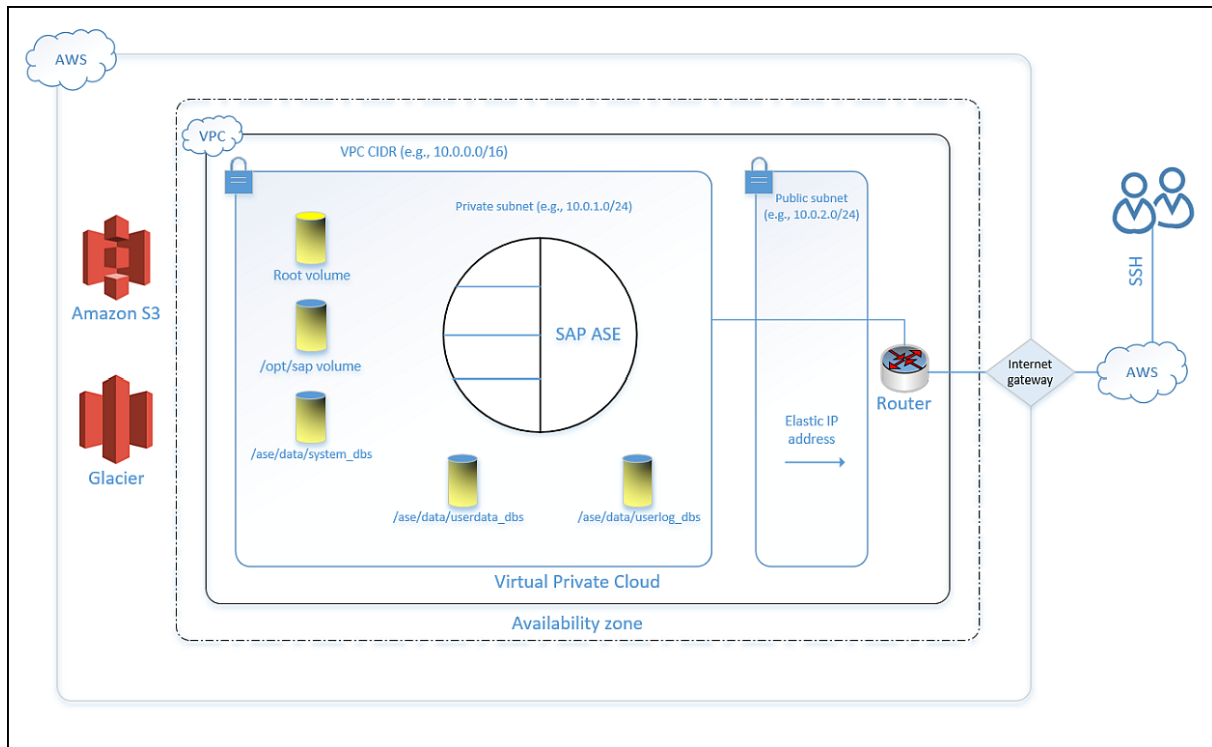 AWS
VPC
VPC CIDR (e.g., 10.0.0.0/16)
Private subnet (e.g., 10.0.1.0/24)
Public subnet
(e.g., 10.0.2.0/24)
Root volume
Amazon S3
/opt/sap volume
SAP ASE
SSH
Internet
gateway
AWS
Router
Elastic IP
address
/ase/data/system_dbs
Glacier
/ase/data/userdata_dbs
/ase/data/userlog_dbs
Virtual Private Cloud
Availability zone